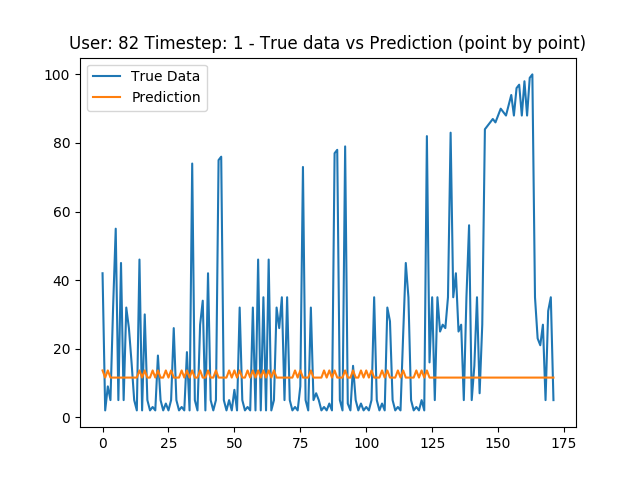 User: 82 Timestep: 1 - True data vs Prediction (point by point)
True Data
Prediction
100
80
60
40
20
0
0 25 50 75 100 125 150 175